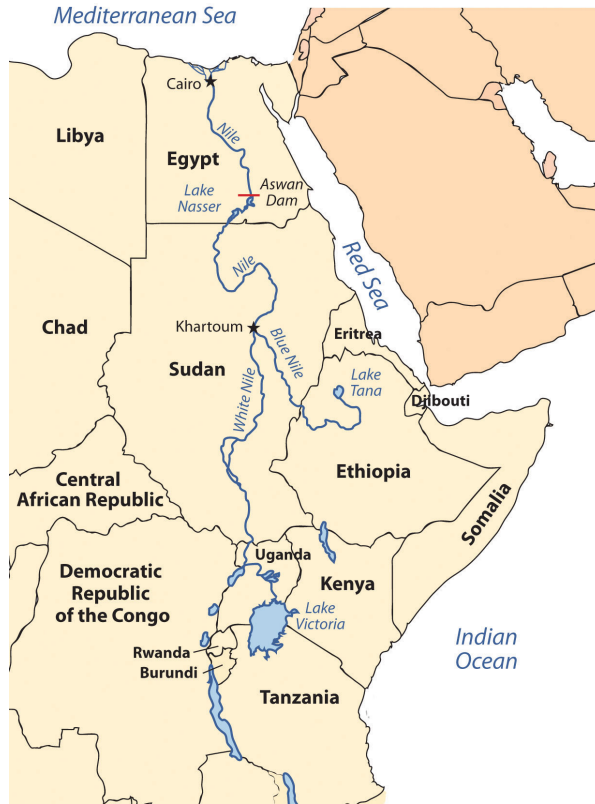 Mediterranean Sea
Cairo
Libya
Nile
Egypt
Lake
Nasser
Aswan
Dam
Nile
Red Sea
Chad
Khartoum
Eritrea
Blue Nile
Sudan
White Nile
Lake
Tana
Djibouti
Central
African Republic
Ethiopia
Somalia
Uganda
Democratic
Republic
of the Congo
Kenya
Lake
Victoria
Rwanda
Burundi
Indian
Ocean
Tanzania